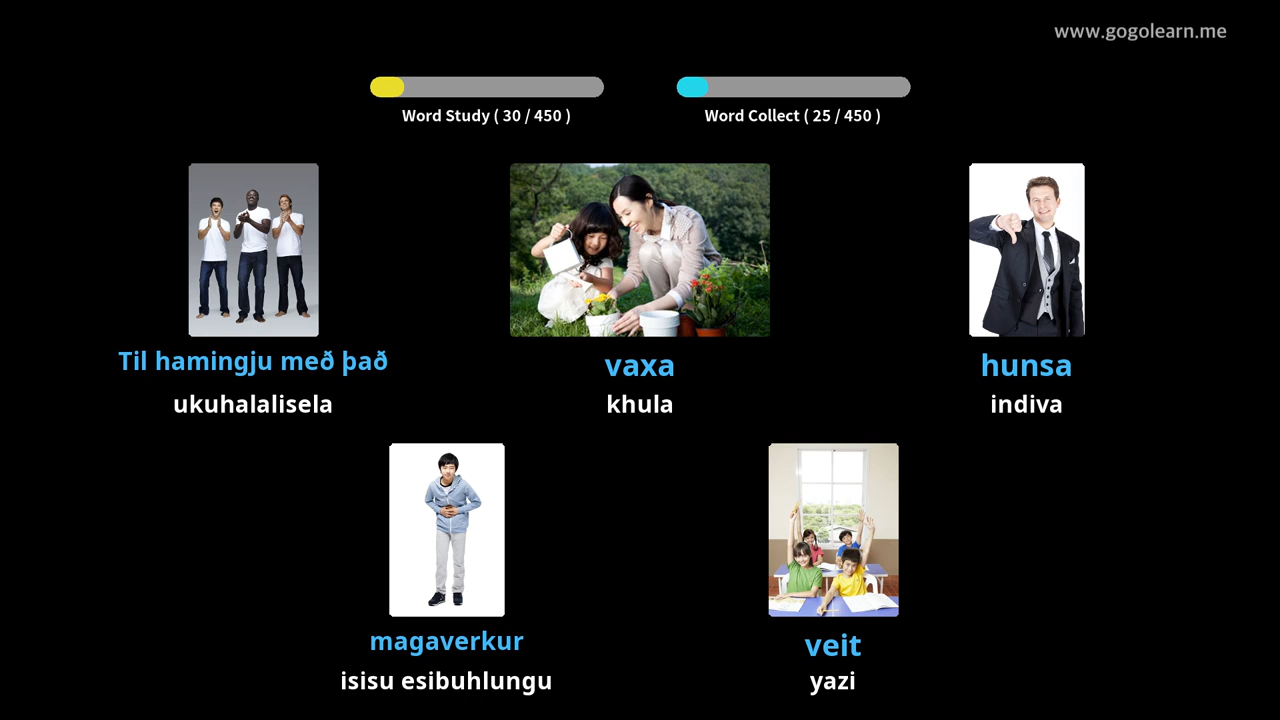 www.gogolearn.me
Word Study ( 30 / 450 )
Word Collect ( 25 / 450 )
Til hamingju með það
ukuhalalisela
vaxa
khula
hunsa
indiva
magaverkur
isisu esibuhlungu
veit
yazi